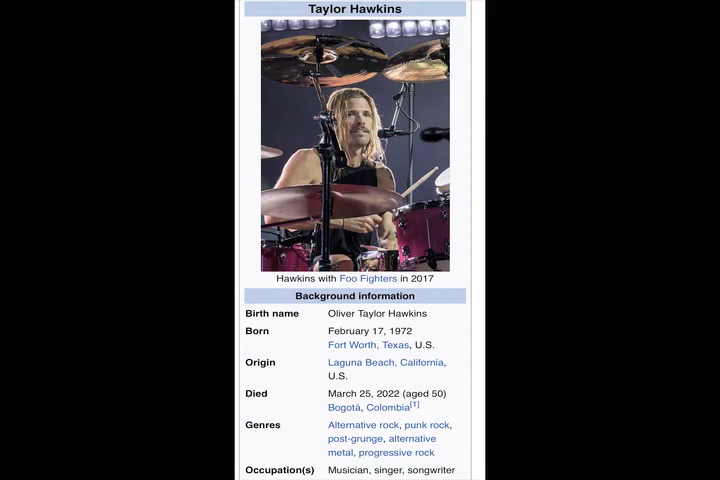 Taylor Hawkins
Hawkins with Foo Fighters in 2017
Background information
Birth name Oliver Taylor Hawkins
Born February 17, 1972
Fort Worth, Texas, U.S.
Origin Laguna Beach, California,
U.S.
Died March 25, 2022 (aged 50)
Bogotá, Colombia[1]
Genres Alternative rock, punk rock,
post-grunge, alternative
metal, progressive rock
Occupation(s) Musician, singer, songwriter